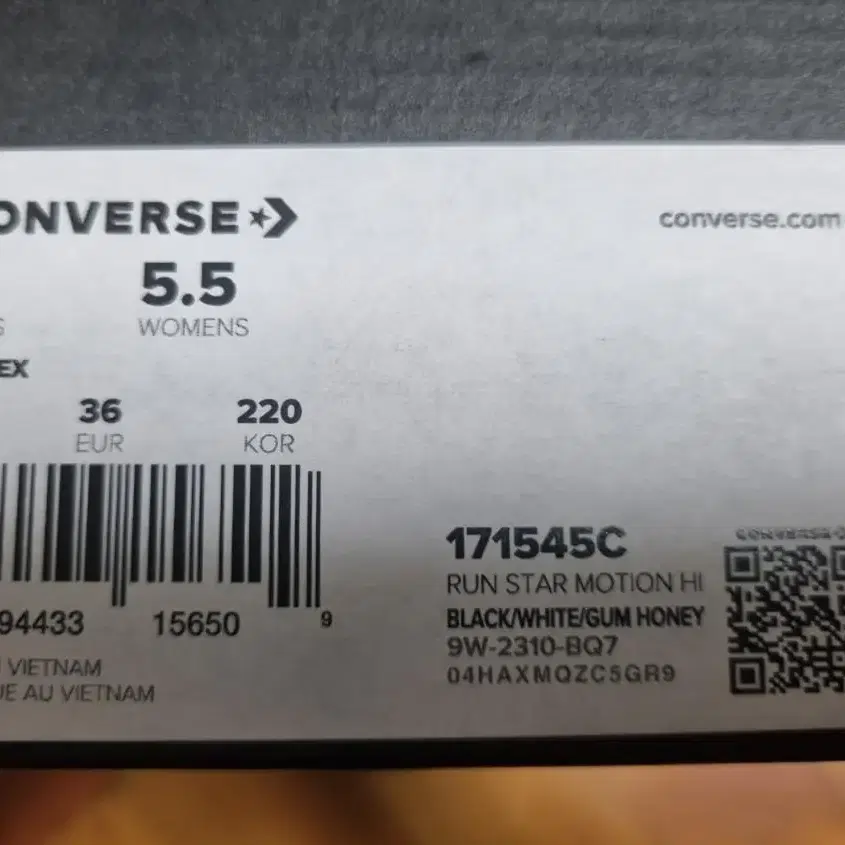 ONVERSE
converse.com
5.5
WOMENS
EX
36 220
EUR KOR
94433 15650 9
171545C
RUN STAR MOTION HI
BLACK/WHITE/GUM HONEY
9W-2310-BQ7
04HAXMQZC5GR9
VIETNAM
UE AU VIETNAM